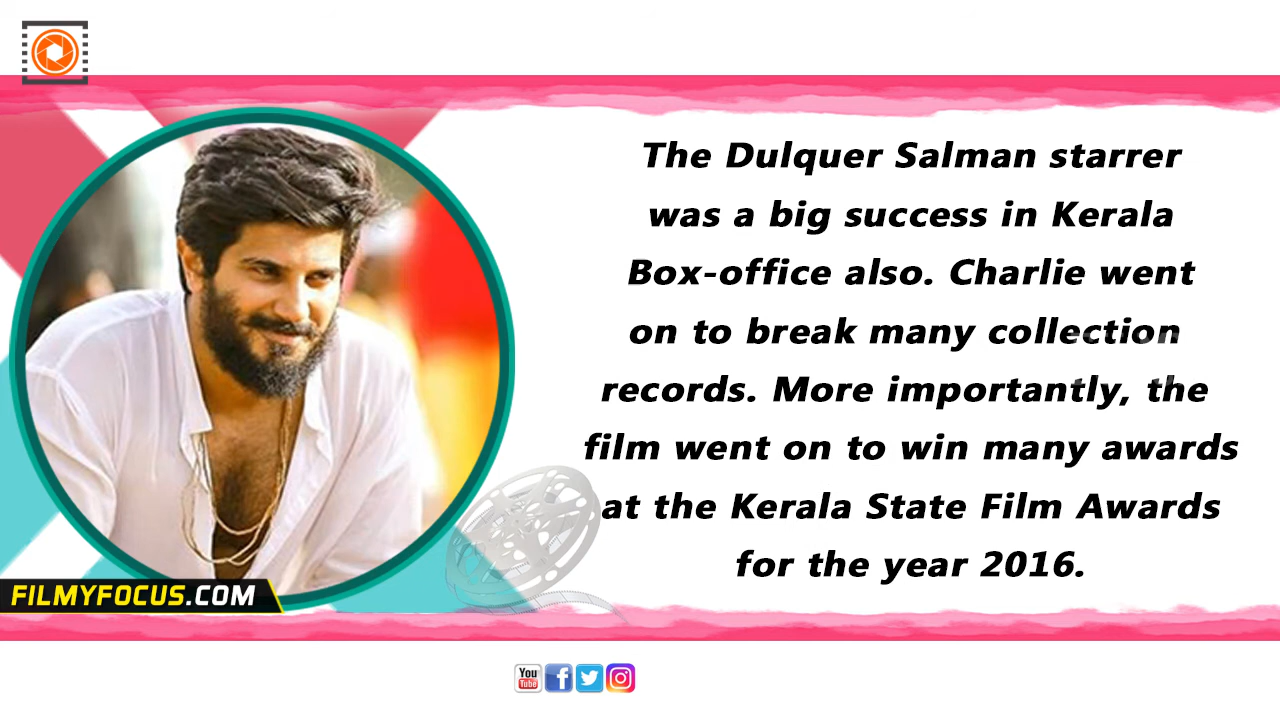 The Dulquer Salman starrer
was a big success in Kerala
Box-office also. Charlie went
on to break many collection
records. More importantly, the
film went on to win many awards
at the Kerala State Film Awards
for the year 2016.
FILMYFOCUS.COM
You
Tube